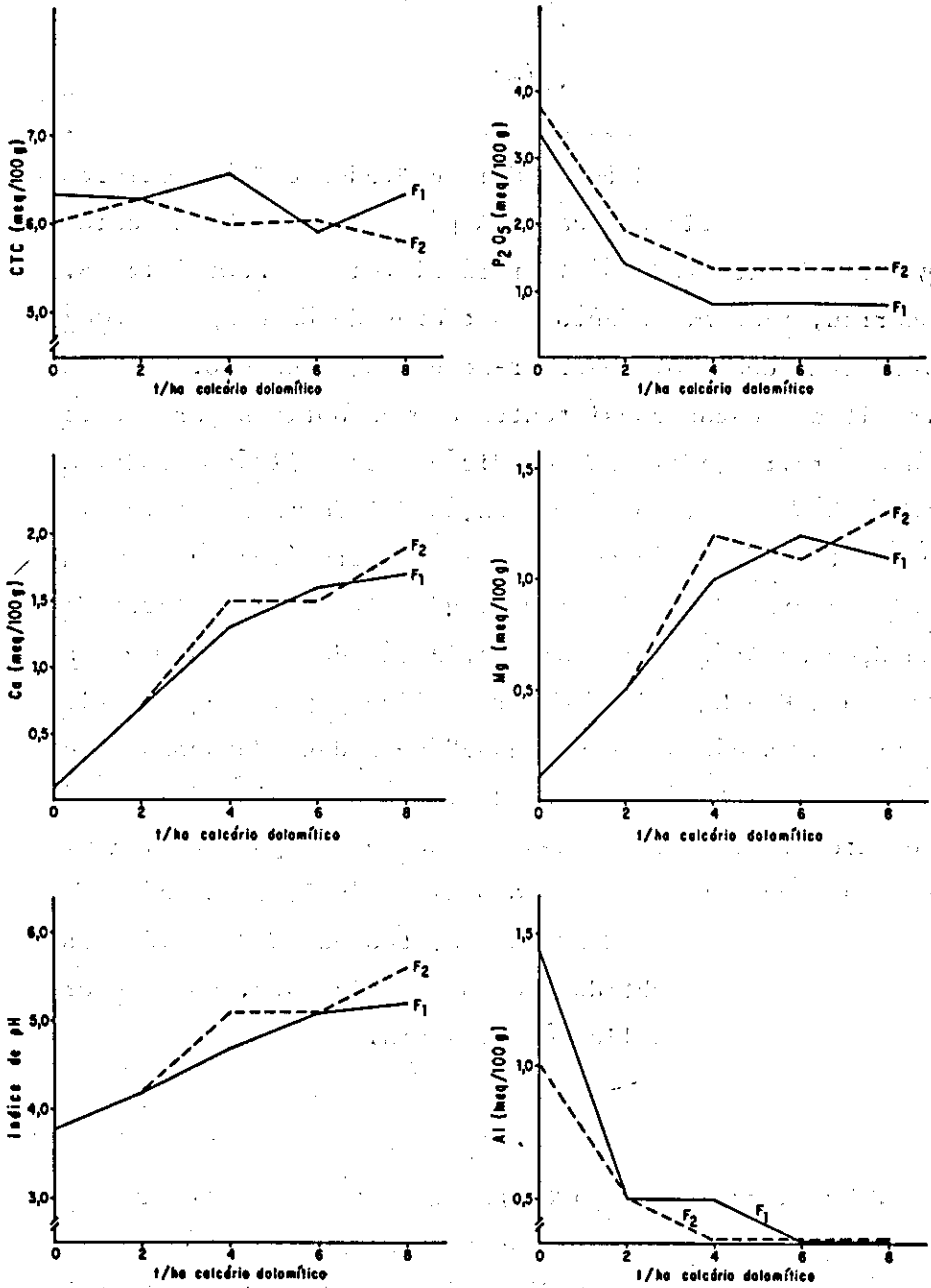 CTC (meq/100 g)
7,0
6,0
5,0
F1
F2
0 2 4 6 8
t/ha calcário dolomítico
P2O5 (meq/100 g)
4,0
3,0
2,0
1,0
F2
F1
0 2 4 6 8
t/ha calcário dolomítico
Ca (meq/100 g)
2,0
1,5
1,0
0,5
F2
F1
0 2 4 6 8
t/ha calcário dolomítico
Mg (meq/100 g)
1,5
1,0
0,5
F2
F1
0 2 4 6 8
t/ha calcário dolomítico
Indice de pH
6,0
5,0
4,0
3,0
F2
F1
0 2 4 6 8
t/ha calcário dolomítico
Al (meq/100 g)
1,5
1,0
0,5
F2
F1
0 2 4 6 8
t/ha calcário dolomítico